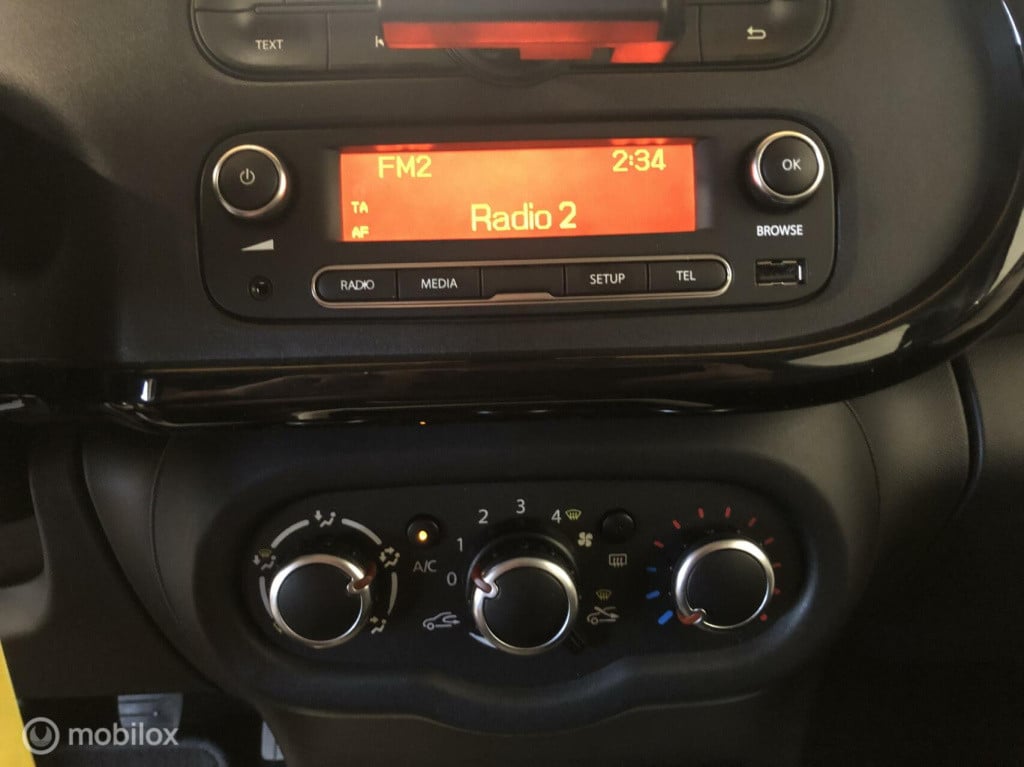 TEXT
FM2 2:34
TA
AF
Radio 2
OK
BROWSE
RADIO MEDIA SETUP TEL
0 1 2 3 4
A/C
mobilox